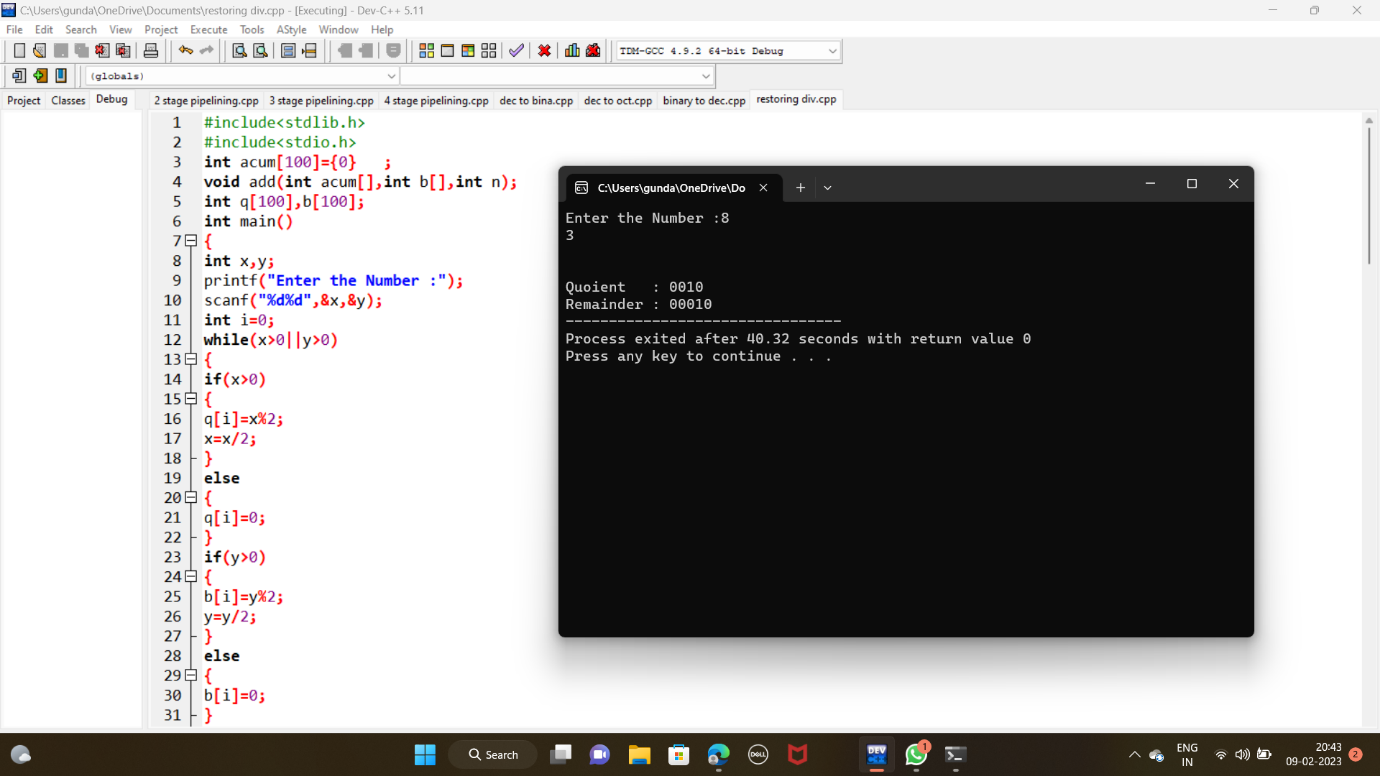 C:\Users\gunda\OneDrive\Documents\restoring div.cpp - [Executing] - Dev-C++ 5.11
File Edit Search View Project Execute Tools AStyle Window Help
TDM-GCC 4.9.2 64-bit Debug
(globals)
Project Classes Debug
2 stage pipelining.cpp 3 stage pipelining.cpp 4 stage pipelining.cpp dec to bina.cpp dec to oct.cpp binary to dec.cpp restoring div.cpp
1 #include<stdlib.h>
2 #include<stdio.h>
3 int acum[100]={0}   ;
4 void add(int acum[],int b[],int n);
5 int q[100],b[100];
6 int main()
7 {
8 int x,y;
9 printf("Enter the Number :");
10 scanf("%d%d",&x,&y);
11 int i=0;
12 while(x>0||y>0)
13 {
14 if(x>0)
15 {
16 q[i]=x%2;
17 x=x/2;
18 }
19 else
20 {
21 q[i]=0;
22 }
23 if(y>0)
24 {
25 b[i]=y%2;
26 y=y/2;
27 }
28 else
29 {
30 b[i]=0;
31 }
C:\Users\gunda\OneDrive\Do
Enter the Number :8
3
Quoient   : 0010
Remainder : 00010
--------------------------------
Process exited after 40.32 seconds with return value 0
Press any key to continue . . .
Search
DELL
DEV
1
ENG
IN
20:43
09-02-2023
2